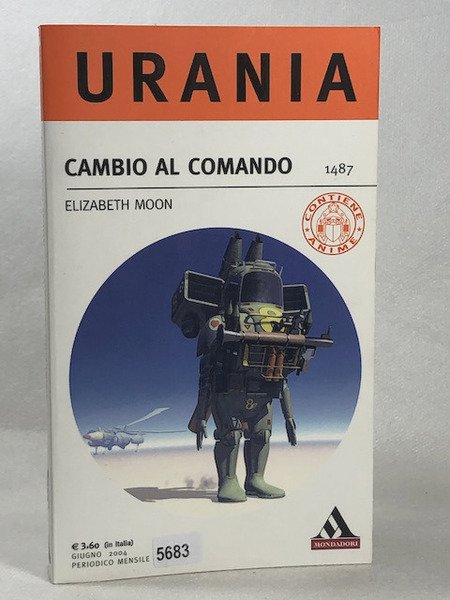 URANIA
CAMBIO AL COMANDO 1487
ELIZABETH MOON
CONTIENE
ANIME
€ 3,60 (in Italia)
GIUGNO 2004
PERIODICO MENSILE
5683
MONDADORI